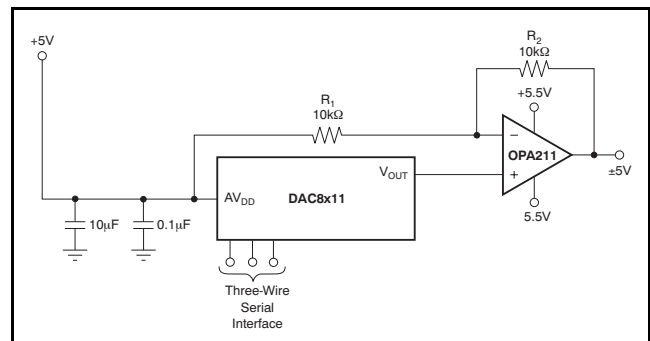 +5V
R2
10kΩ
+5.5V
R1
10kΩ
−
OPA211
+
±5V
5.5V
VOUT
AVDD
DAC8x11
10μF
0.1μF
Three-Wire
Serial
Interface